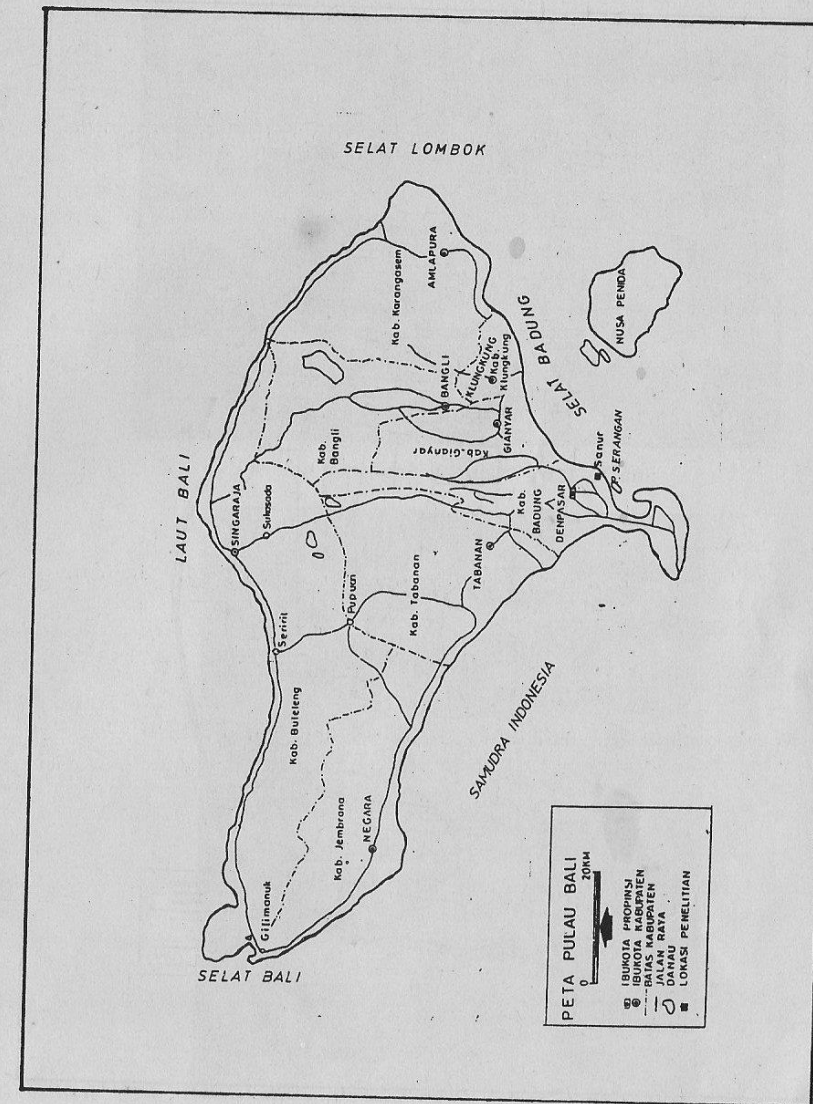 SELAT LOMBOK
LAUT BALI
Kab. Karangasem
AMLAPURA
NUSA PENIDA
SELAT BADUNG
BANGLI
KLUNGKUNG
Kab.
Klungkung
Kab.
Bangli
Kab. Gianyar
GIANYAR
Sanur
P. SERANGAN
SINGARAJA
Sukasada
Kab.
BADUNG
DENPASAR
TABANAN
Seririt
Pupuan
Kab. Tabanan
Kab. Buleleng
SAMUDRA INDONESIA
Kab. Jembrana
NEGARA
Gilimanuk
SELAT BALI
PETA PULAU BALI
0 20KM
IBUKOTA PROPINSI
IBUKOTA KABUPATEN
BATAS KABUPATEN
JALAN RAYA
DANAU
LOKASI PENELITIAN